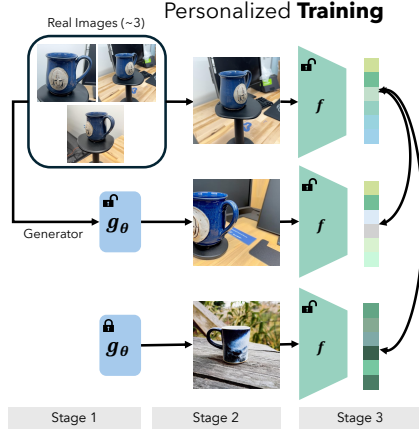 Personalized Training
Real Images (~3)
f
Generator
gθ
f
gθ
f
Stage 1
Stage 2
Stage 3